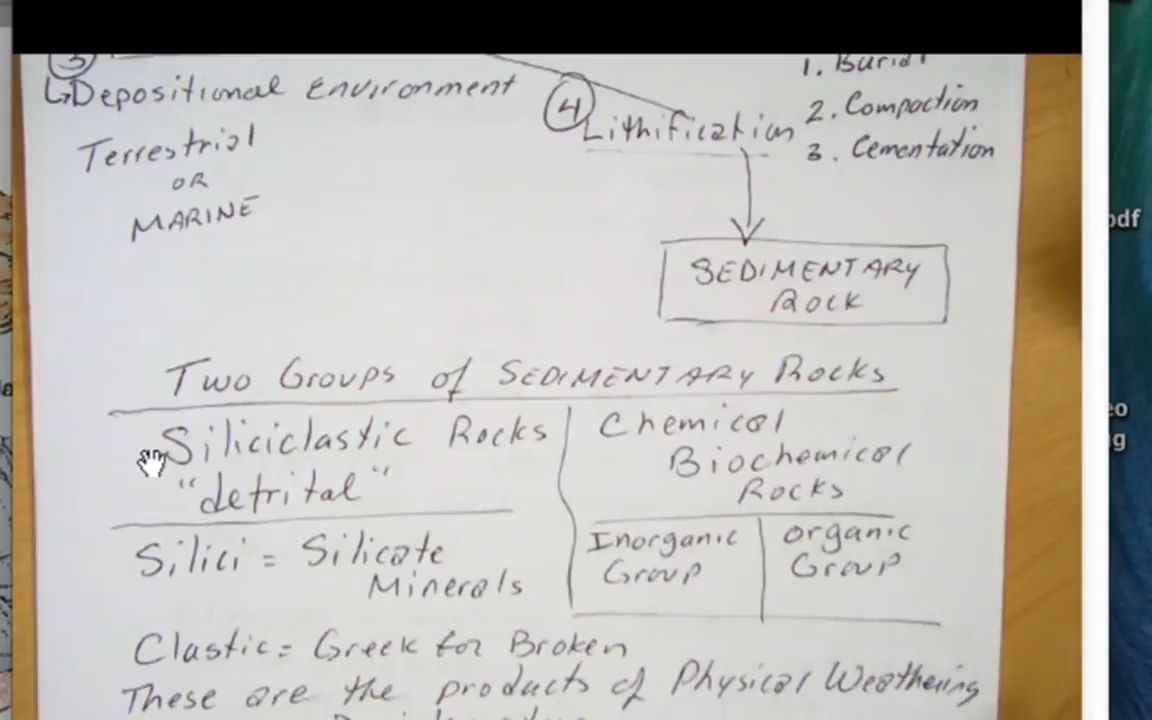 3
↳Depositional Environment
Terrestrial
OR
MARINE
4
Lithification
1. Burial
2. Compaction
3. Cementation
SEDIMENTARY
ROCK
Two Groups of SEDIMENTARY Rocks
Siliciclastic Rocks
"detrital"
Silici = Silicate
Minerals
Chemical
Biochemical
Rocks
Inorganic
Group
organic
Group
Clastic = Greek for Broken
These are the products of Physical Weathering
pdf